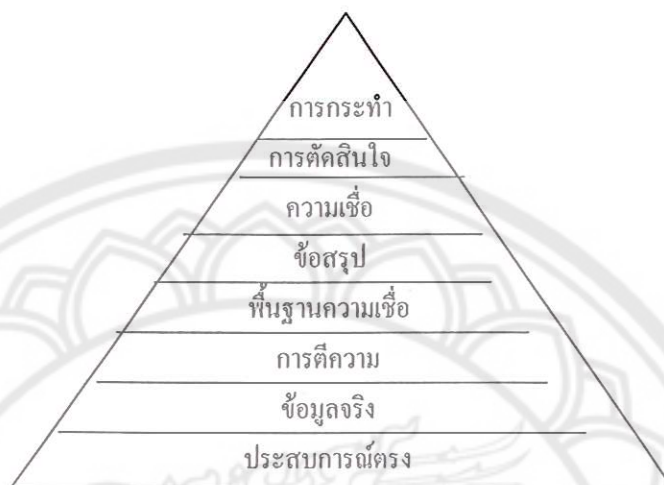 การกระทำ
การตัดสินใจ
ความเชื่อ
ข้อสรุป
พื้นฐานความเชื่อ
การตีความ
ข้อมูลจริง
ประสบการณ์ตรง